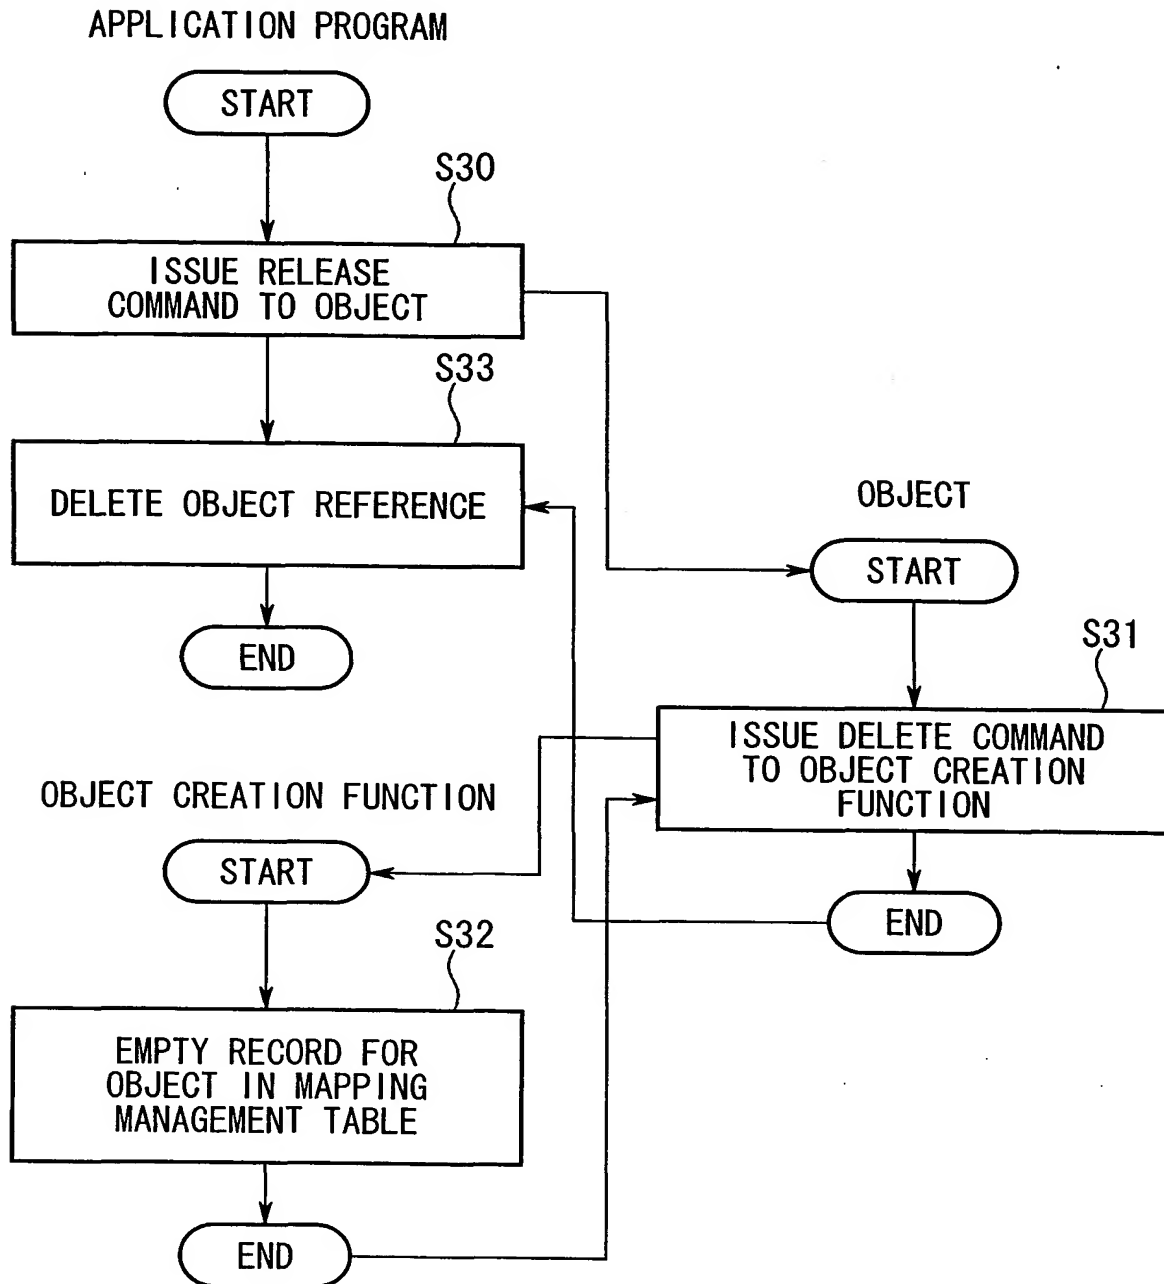 APPLICATION PROGRAM
START
S30
ISSUE RELEASE
COMMAND TO OBJECT
S33
DELETE OBJECT REFERENCE
END
OBJECT
START
S31
ISSUE DELETE COMMAND
TO OBJECT CREATION
FUNCTION
END
OBJECT CREATION FUNCTION
START
S32
EMPTY RECORD FOR
OBJECT IN MAPPING
MANAGEMENT TABLE
END